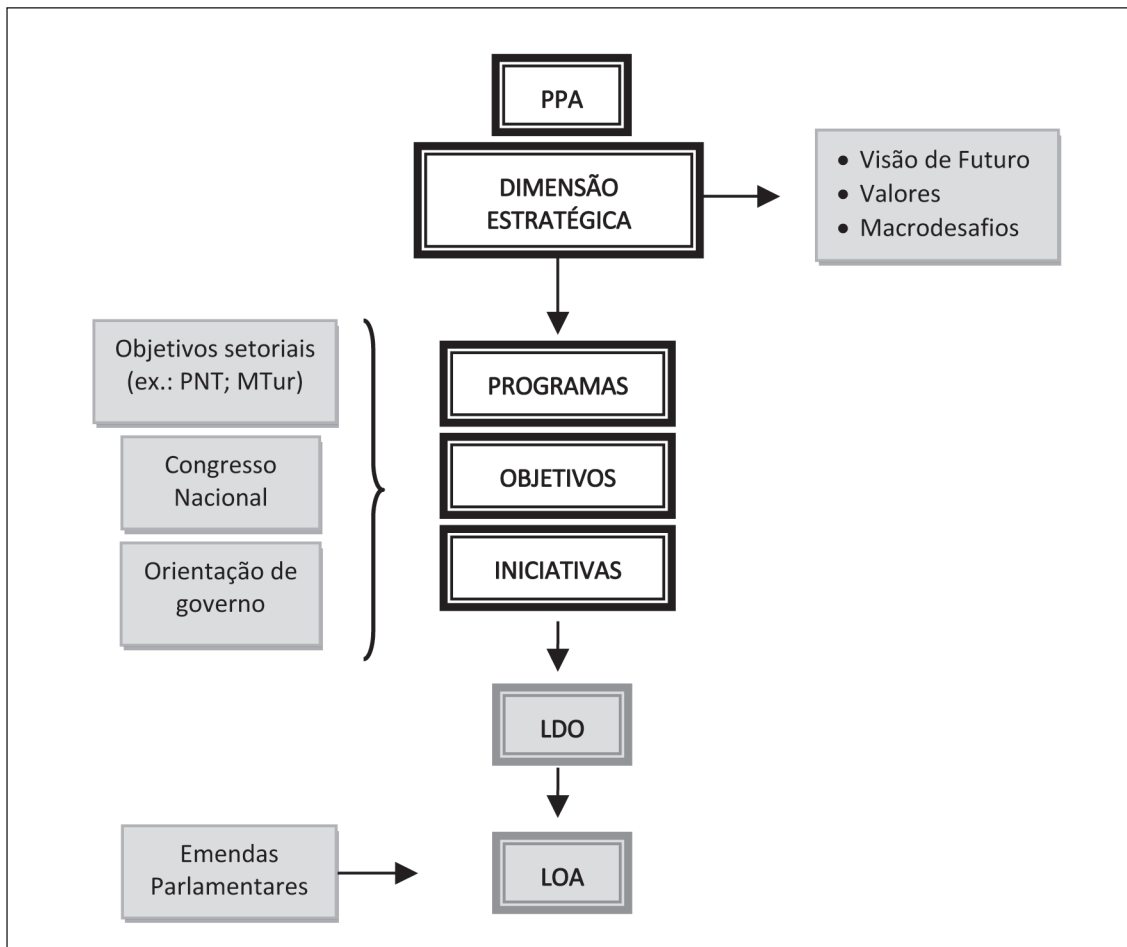 PPA
DIMENSÃO
ESTRATÉGICA
• Visão de Futuro
• Valores
• Macrodesafios
Objetivos setoriais
(ex.: PNT; MTur)
Congresso
Nacional
Orientação de
governo
PROGRAMAS
OBJETIVOS
INICIATIVAS
LDO
Emendas
Parlamentares
LOA